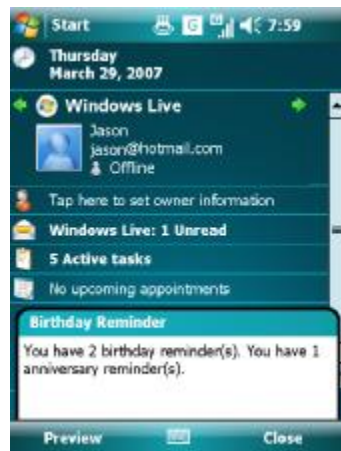 Start
G
7:59
Thursday
March 29, 2007
Windows Live
Jason
jason@hotmail.com
Offline
Tap here to set owner information
Windows Live: 1 Unread
5 Active tasks
No upcoming appointments
Birthday Reminder
You have 2 birthday reminder(s). You have 1
anniversary reminder(s).
Preview
Close